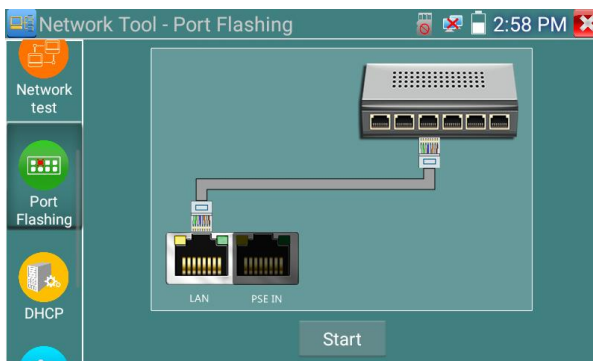 Network Tool - Port Flashing
2:58 PM
Network
test
Port
Flashing
DHCP
LAN
PSE IN
Start